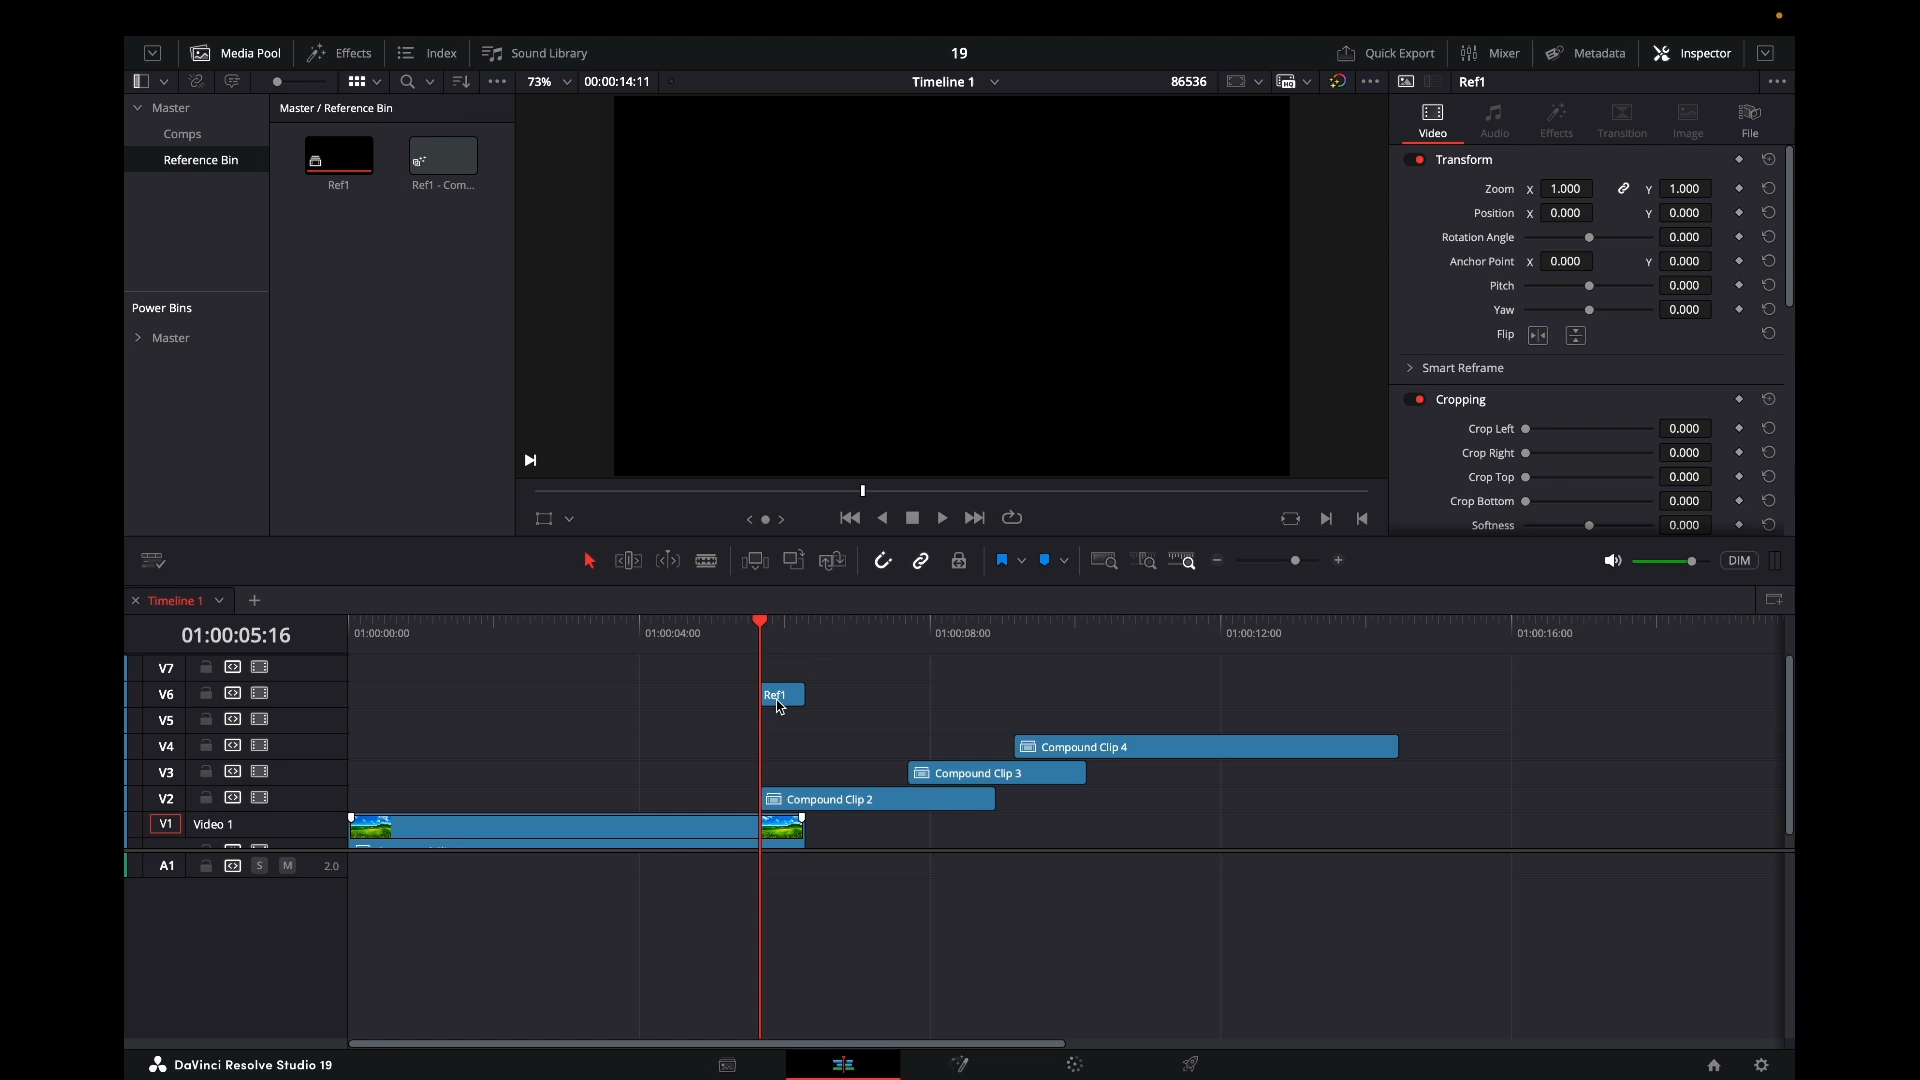 Media Pool Effects Index Sound Library 19 Quick Export Mixer Metadata Inspector
73% 00:00:14:11 Timeline 1 86536 Ref1
Master
Comps
Reference Bin
Master / Reference Bin
Ref1 Ref1 - Com...
Power Bins
Master
Video Audio Effects Transition Image File
Transform
Zoom X 1.000 Y 1.000
Position X 0.000 Y 0.000
Rotation Angle 0.000
Anchor Point X 0.000 Y 0.000
Pitch 0.000
Yaw 0.000
Flip
Smart Reframe
Cropping
Crop Left 0.000
Crop Right 0.000
Crop Top 0.000
Crop Bottom 0.000
Softness 0.000
DIM
Timeline 1
01:00:05:16 01:00:00:00 01:00:04:00 01:00:08:00 01:00:12:00 01:00:16:00
V7
V6 Ref1
V5
V4 Compound Clip 4
V3 Compound Clip 3
V2 Compound Clip 2
V1 Video 1
A1 S M 2.0
DaVinci Resolve Studio 19